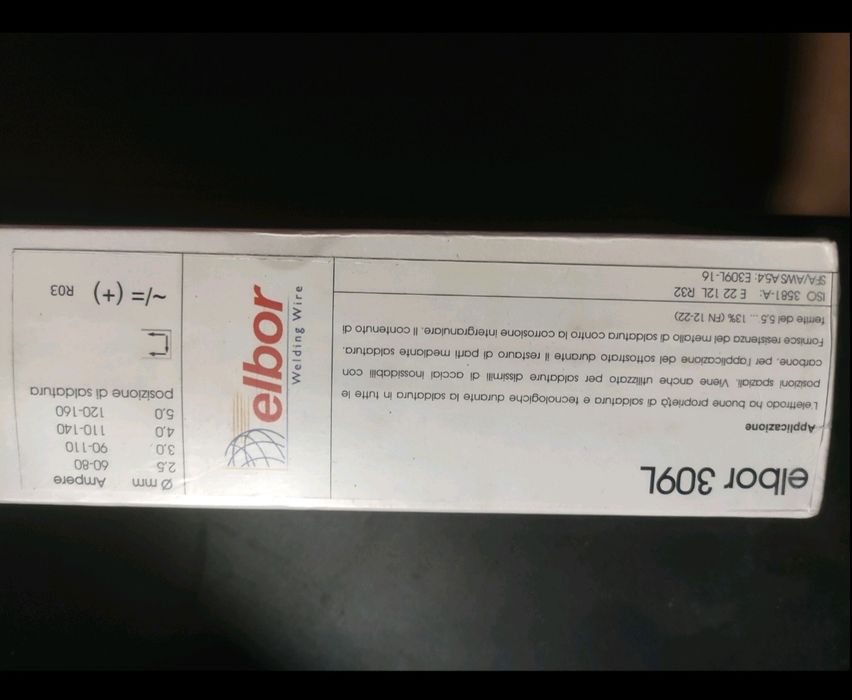 elbor 309L
Applicazione
L'elettrodo ha buone proprietà di saldatura e tecnologiche durante la saldatura in tutte le
posizioni spaziali. Viene anche utilizzato per saldature dissimili di acciai inossidabili con
carbone, per l'applicazione del sottostrato durante il restauro di parti mediante saldatura.
Fornisce resistenza del metallo di saldatura contro la corrosione intergranulare. Il contenuto di
ferrite del 5.5 ... 13% (FN 12-22)
ISO 3581-A: E 22 12L R32
SFA/AWS A5.4: E309L-16
elbor
Welding Wire
Ø mm Ampere
2,5 60-80
3,0 90-110
4,0 110-140
5,0 120-160
posizione di saldatura
~/= (+) R03